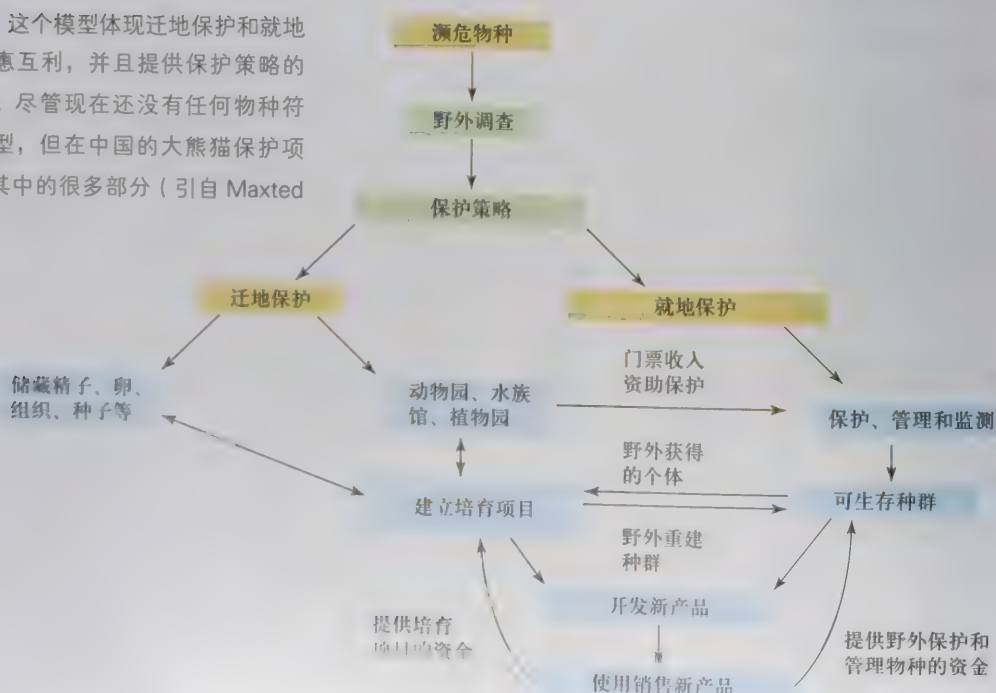 这个模型体现迁地保护和就地
惠互利，并且提供保护策略的
尽管现在还没有任何物种符
型，但在中国的大熊猫保护项
其中的很多部分（引自 Maxted
濒危物种
野外调查
保护策略
迁地保护
就地保护
储藏精子、卵、
组织、种子等
动物园、水族
馆、植物园
门票收入
资助保护
保护、管理和监测
野外获得
的个体
建立培育项目
可生存种群
野外重建
种群
开发新产品
提供培育
项目的资金
提供野外保护和
管理物种的资金
使用销售新产品